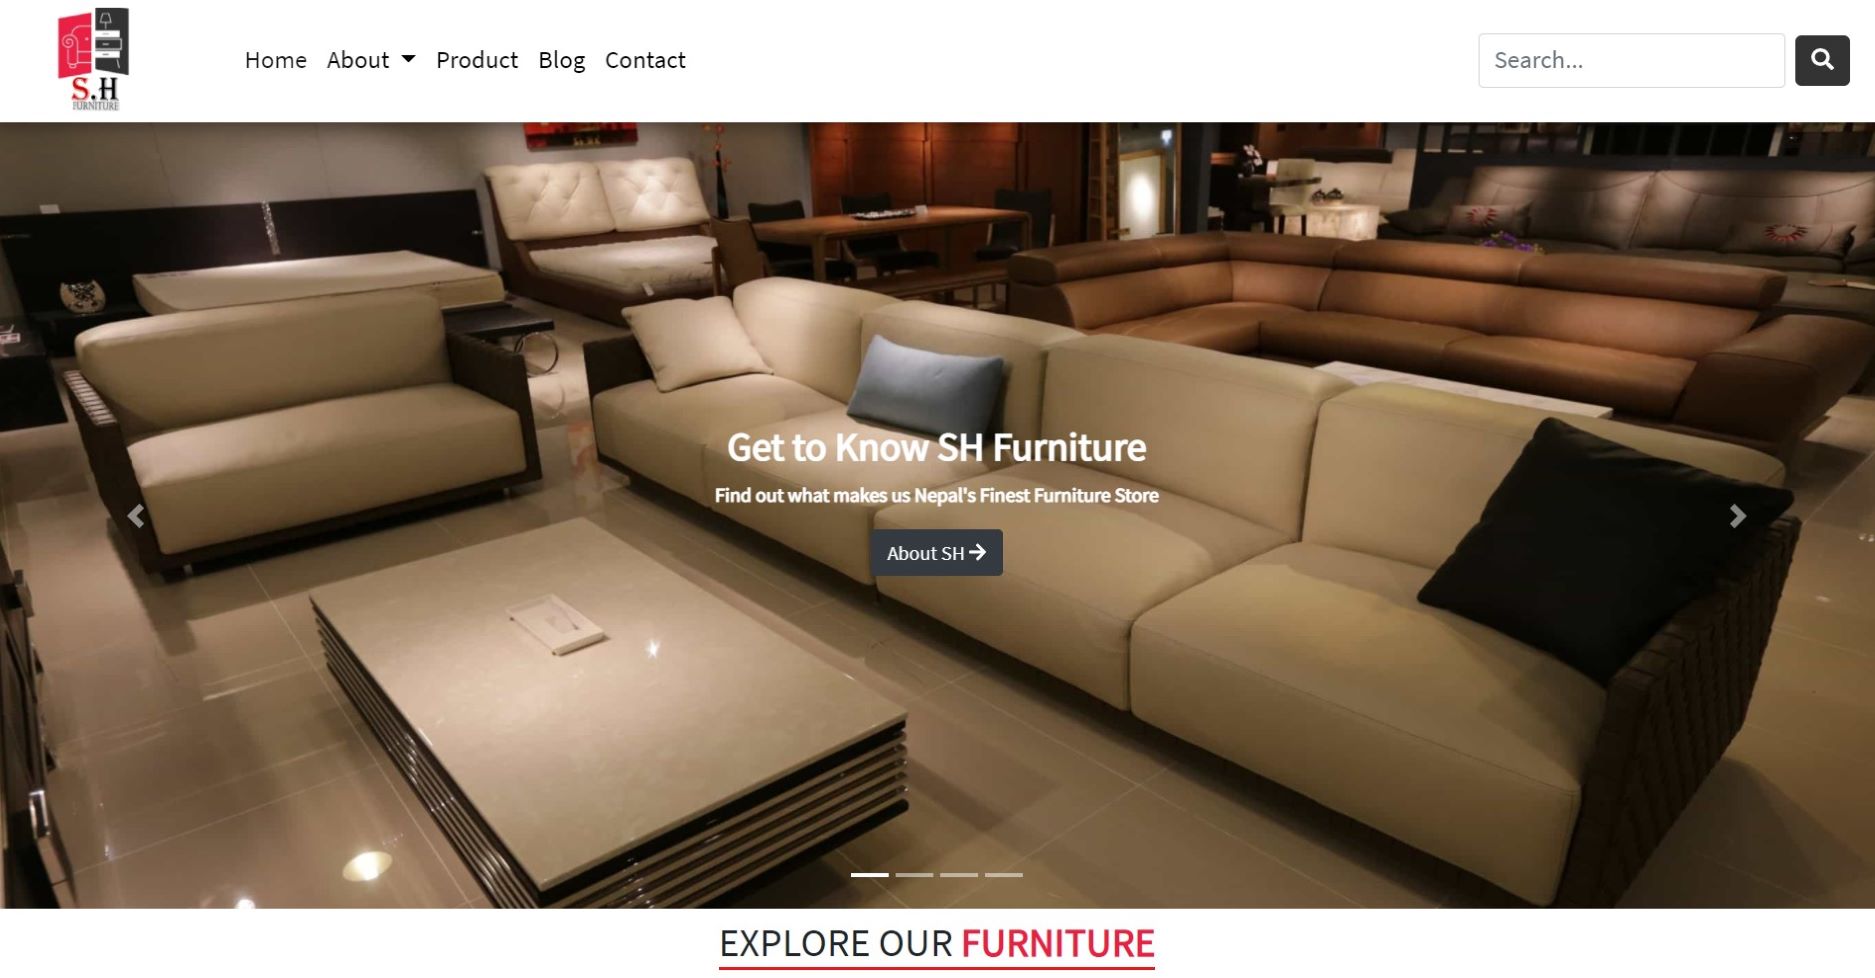 S.H
FURNITURE
Home About Product Blog Contact
Search...
Get to Know SH Furniture
Find out what makes us Nepal's Finest Furniture Store
About SH
EXPLORE OUR FURNITURE